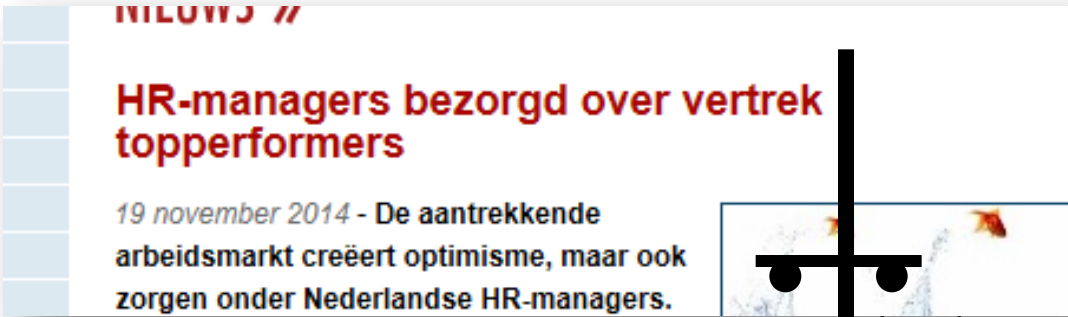 NIEUWS //
HR-managers bezorgd over vertrek
topperformers
19 november 2014 - De aantrekkende
arbeidsmarkt creëert optimisme, maar ook
zorgen onder Nederlandse HR-managers.